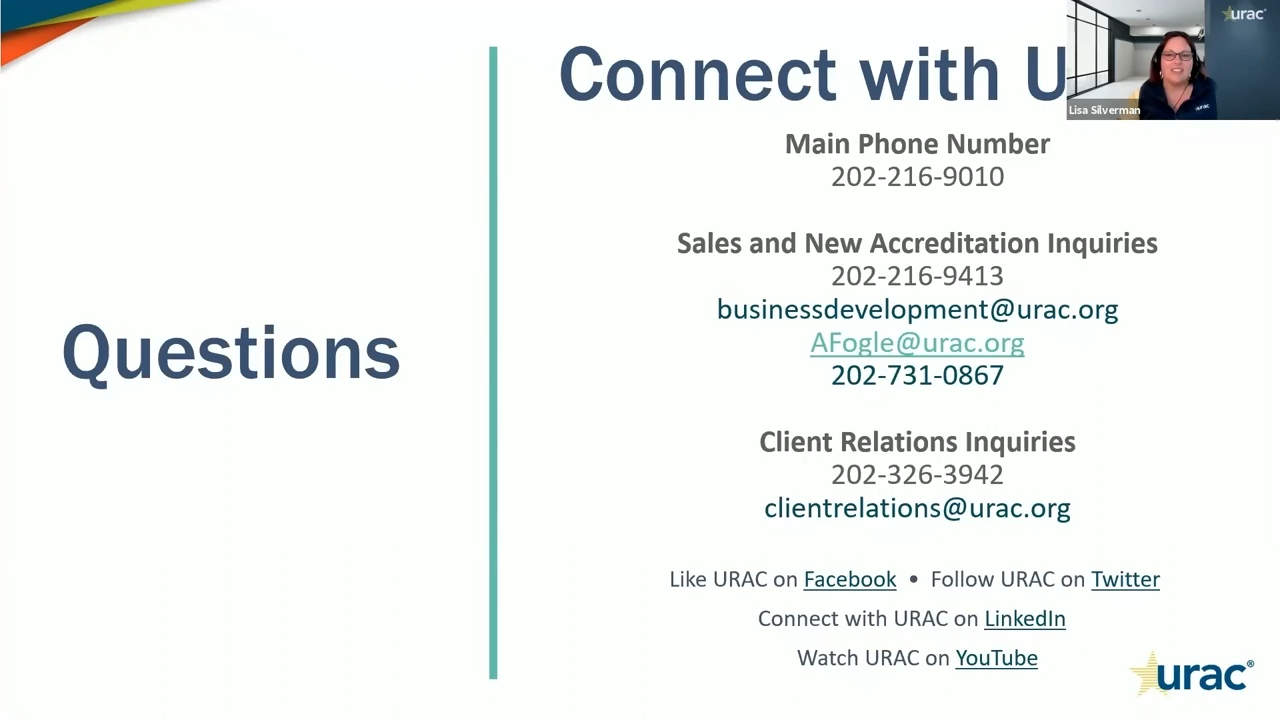 Questions
Connect with U
Main Phone Number
202-216-9010
Sales and New Accreditation Inquiries
202-216-9413
businessdevelopment@urac.org
AFogle@urac.org
202-731-0867
Client Relations Inquiries
202-326-3942
clientrelations@urac.org
Like URAC on Facebook • Follow URAC on Twitter
Connect with URAC on LinkedIn
Watch URAC on YouTube
urac®
urac
Lisa Silverman
urac